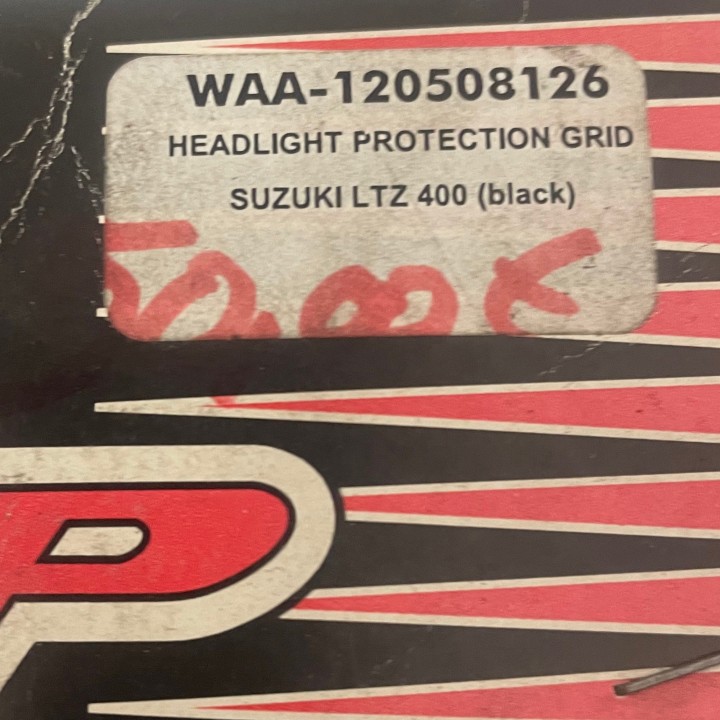 WAA-120508126
HEADLIGHT PROTECTION GRID
SUZUKI LTZ 400 (black)
P